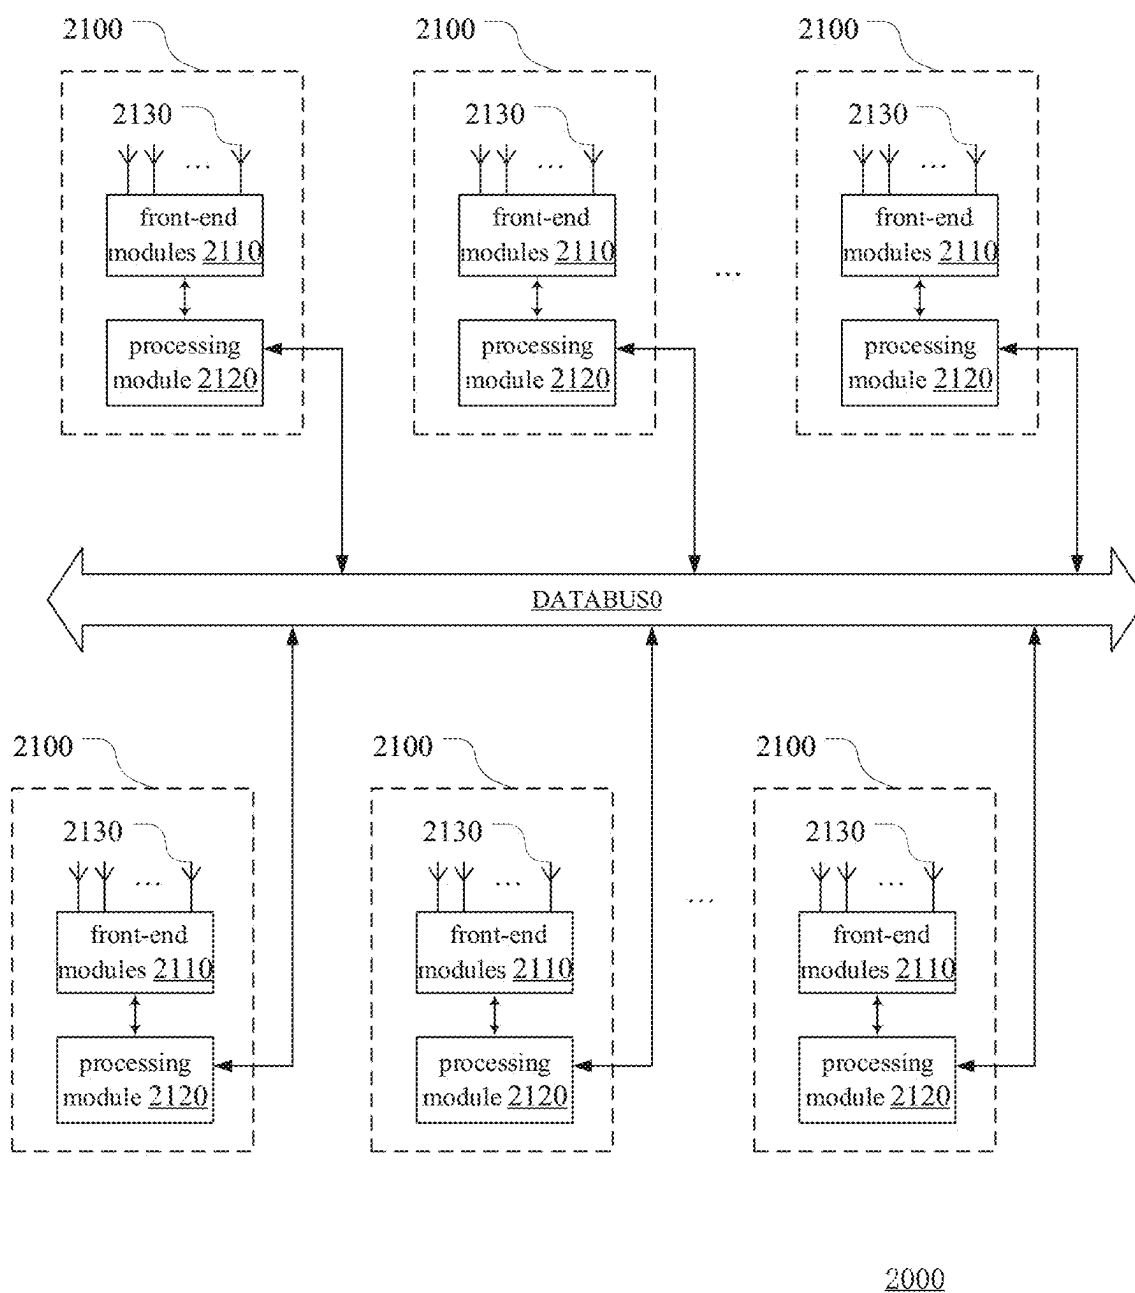 2100 2100 2100
2130 2130 2130
... ... ...
front-end front-end front-end
modules 2110 modules 2110 modules 2110
...
processing processing processing
module 2120 module 2120 module 2120
DATABUS0
2100 2100 2100
2130 2130 2130
... ... ...
...
front-end front-end front-end
modules 2110 modules 2110 modules 2110
processing processing processing
module 2120 module 2120 module 2120
2000